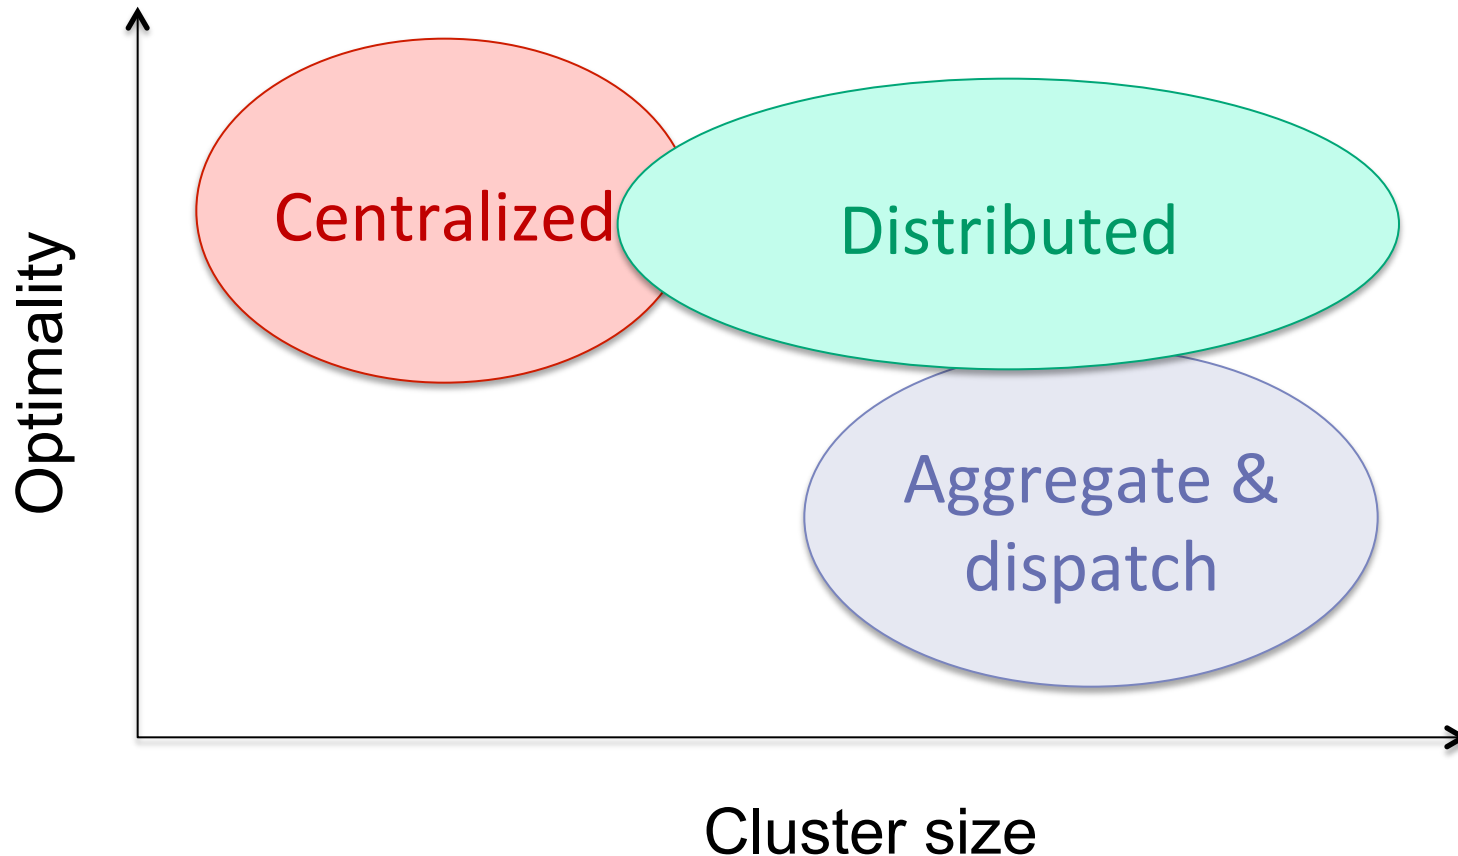 Optimality
Centralized
Distributed
Aggregate &
dispatch
Cluster size